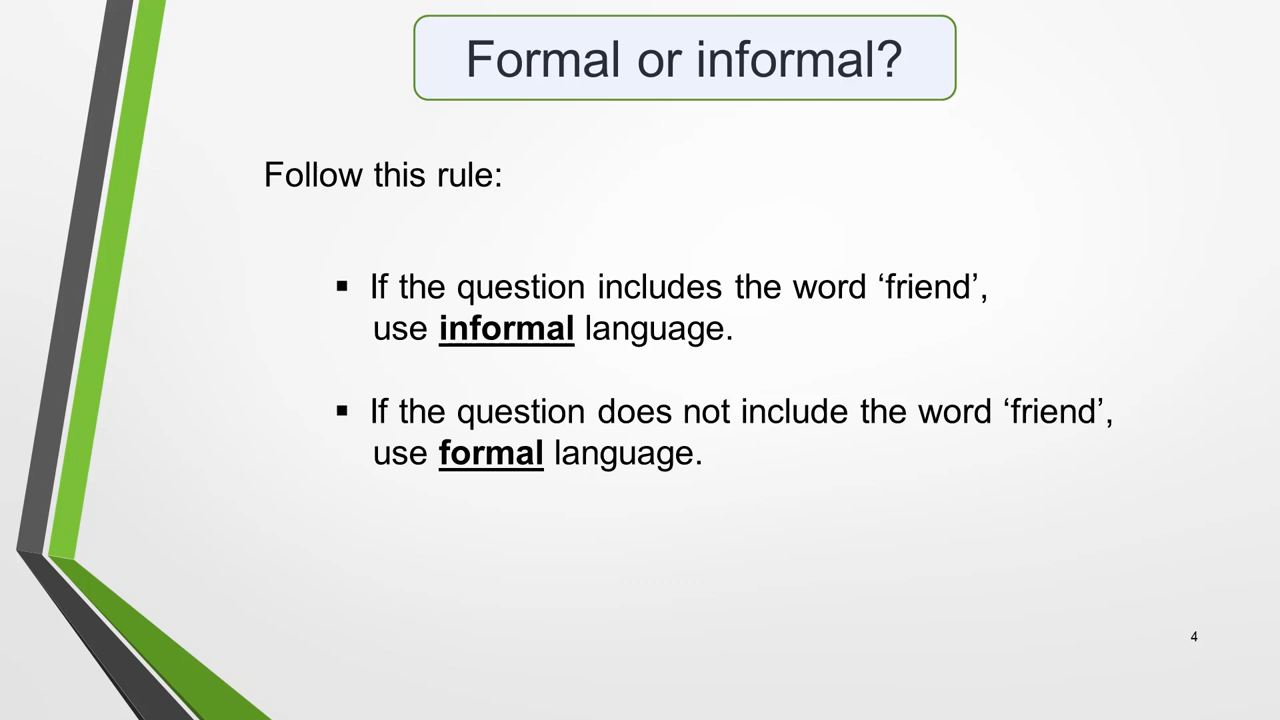 Formal or informal?
Follow this rule:
▪ If the question includes the word ‘friend’,
use informal language.
▪ If the question does not include the word ‘friend’,
use formal language.
4